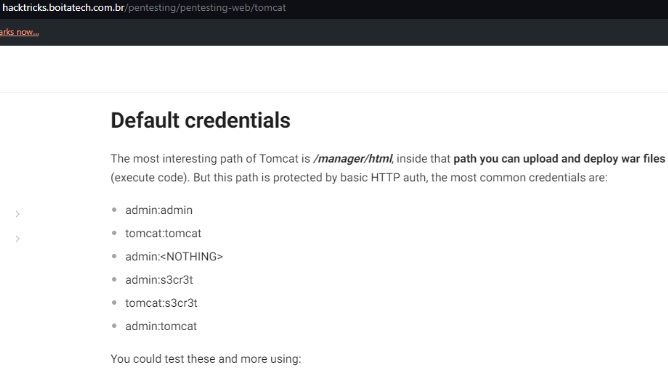 hacktricks.boitatech.com.br/pentesting/pentesting-web/tomcat
arks now...
Default credentials
The most interesting path of Tomcat is /manager/html, inside that path you can upload and deploy war files
(execute code). But this path is protected by basic HTTP auth, the most common credentials are:
admin:admin
tomcat:tomcat
admin:<NOTHING>
admin:s3cr3t
tomcat:s3cr3t
admin:tomcat
You could test these and more using: